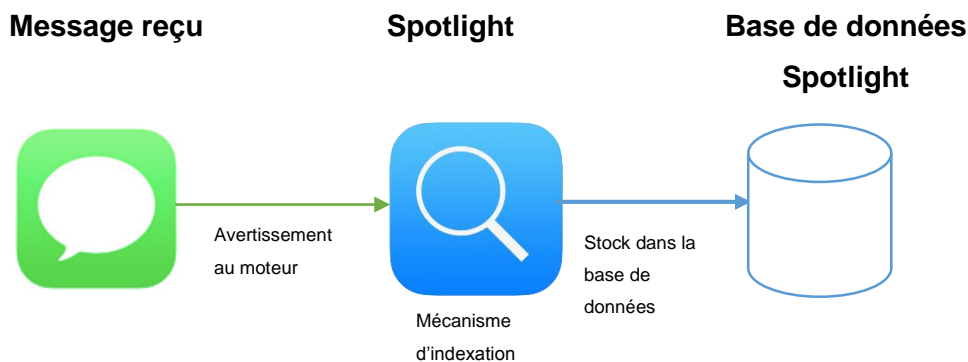 Message reçu
Spotlight
Base de données
Spotlight
Avertissement
au moteur
Mécanisme
d'indexation
Stock dans la
base de
données